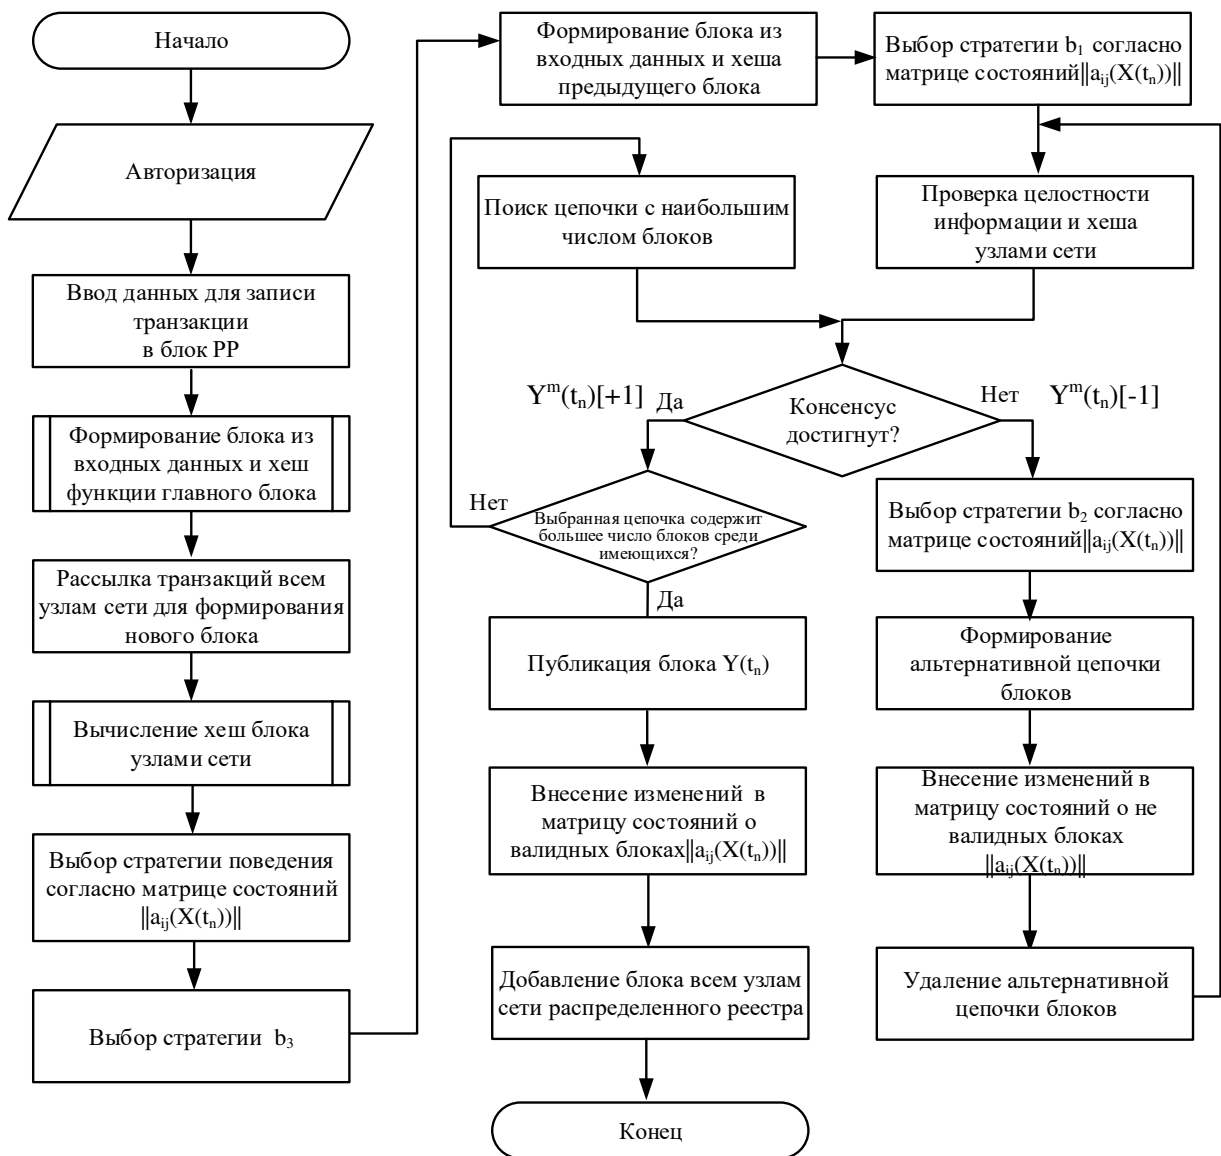 Начало
Авторизация
Ввод данных для записи
транзакции
в блок РР
Формирование блока из
входных данных и хеш
функции главного блока
Рассылка транзакций всем
узлам сети для формирования
нового блока
Вычисление хеш блока
узлами сети
Выбор стратегии поведения
согласно матрице состояний
||aᵢⱼ(X(tₙ))||
Выбор стратегии b₃
Формирование блока из
входных данных и хеша
предыдущего блока
Выбор стратегии b₁ согласно
матрице состояний||aᵢⱼ(X(tₙ))||
Поиск цепочки с наибольшим
числом блоков
Проверка целостности
информации и хеша
узлами сети
Yᵐ(tₙ)[+1]
Да
Консенсус
достигнут?
Нет
Yᵐ(tₙ)[-1]
Нет
Выбранная цепочка содержит
большее число блоков среди
имеющихся?
Да
Выбор стратегии b₂ согласно
матрице состояний||aᵢⱼ(X(tₙ))||
Публикация блока Y(tₙ)
Формирование
альтернативной цепочки
блоков
Внесение изменений в
матрицу состояний о
валидных блоках||aᵢⱼ(X(tₙ))||
Внесение изменений в
матрицу состояний о не
валидных блоках
||aᵢⱼ(X(tₙ))||
Добавление блока всем узлам
сети распределенного реестра
Удаление альтернативной
цепочки блоков
Конец